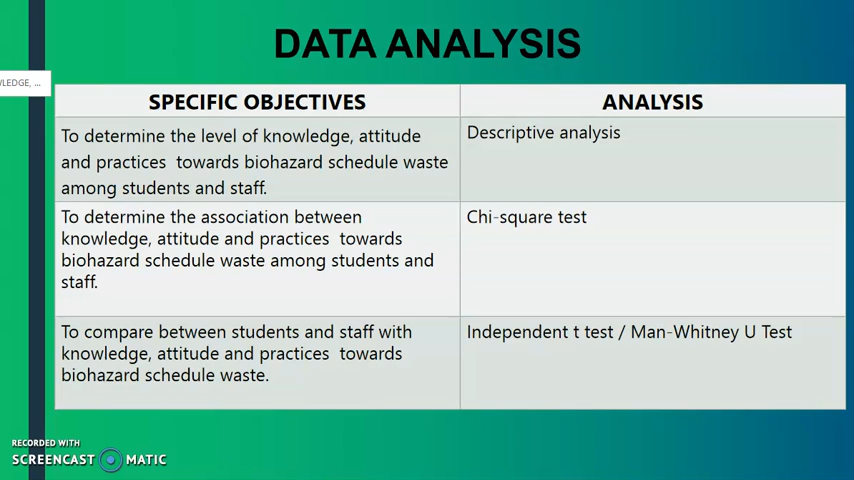 DATA ANALYSIS
WLEDGE, ...
SPECIFIC OBJECTIVES
ANALYSIS
To determine the level of knowledge, attitude
and practices towards biohazard schedule waste
among students and staff.
Descriptive analysis
To determine the association between
knowledge, attitude and practices towards
biohazard schedule waste among students and
staff.
Chi-square test
To compare between students and staff with
knowledge, attitude and practices towards
biohazard schedule waste.
Independent t test / Man-Whitney U Test
RECORDED WITH
SCREENCAST MATIC